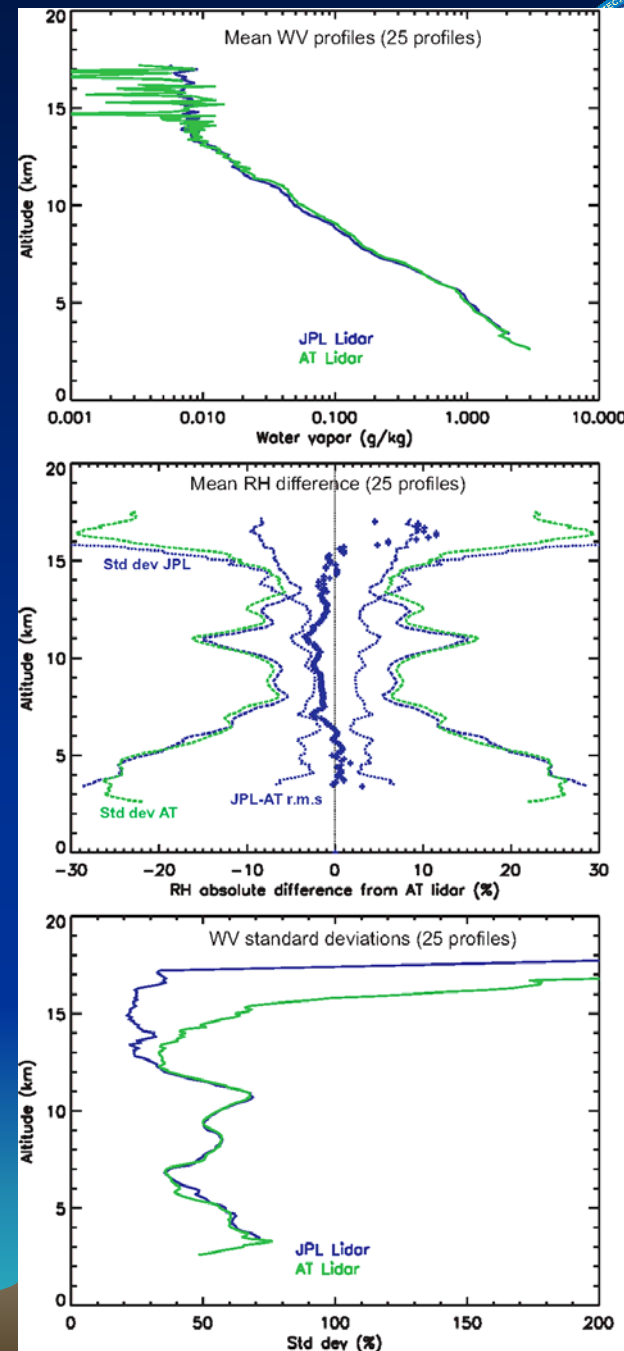 Mean WV profiles (25 profiles)
20
15
10
5
0
Altitude (km)
JPL Lidar
AT Lidar
0.001
0.010
0.100
1.000
10.000
Water vapor (g/kg)
Mean RH difference (25 profiles)
20
15
10
5
0
Altitude (km)
Std dev JPL
Std dev AT
JPL-AT r.m.s
-30
-20
-10
0
10
20
30
RH absolute difference from AT lidar (%)
WV standard deviations (25 profiles)
20
15
10
5
0
Altitude (km)
JPL Lidar
AT Lidar
0
50
100
150
200
Std dev (%)